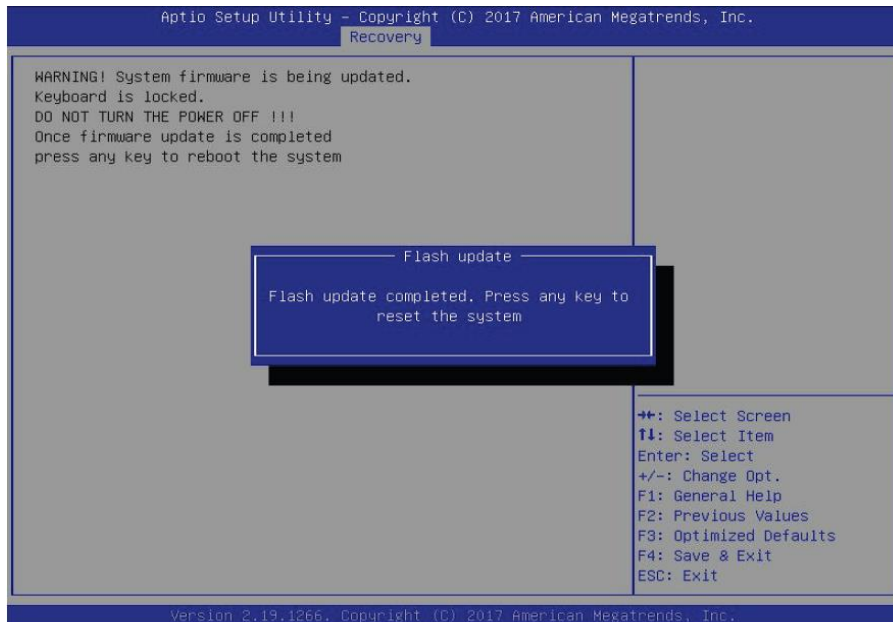 Aptio Setup Utility – Copyright (C) 2017 American Megatrends, Inc.
Recovery
WARNING! System firmware is being updated.
Keyboard is locked.
DO NOT TURN THE POWER OFF !!!
Once firmware update is completed
press any key to reboot the system
Flash update
Flash update completed. Press any key to
reset the system
→←: Select Screen
↑↓: Select Item
Enter: Select
+/-: Change Opt.
F1: General Help
F2: Previous Values
F3: Optimized Defaults
F4: Save & Exit
ESC: Exit
Version 2.19.1266. Copyright (C) 2017 American Megatrends, Inc.